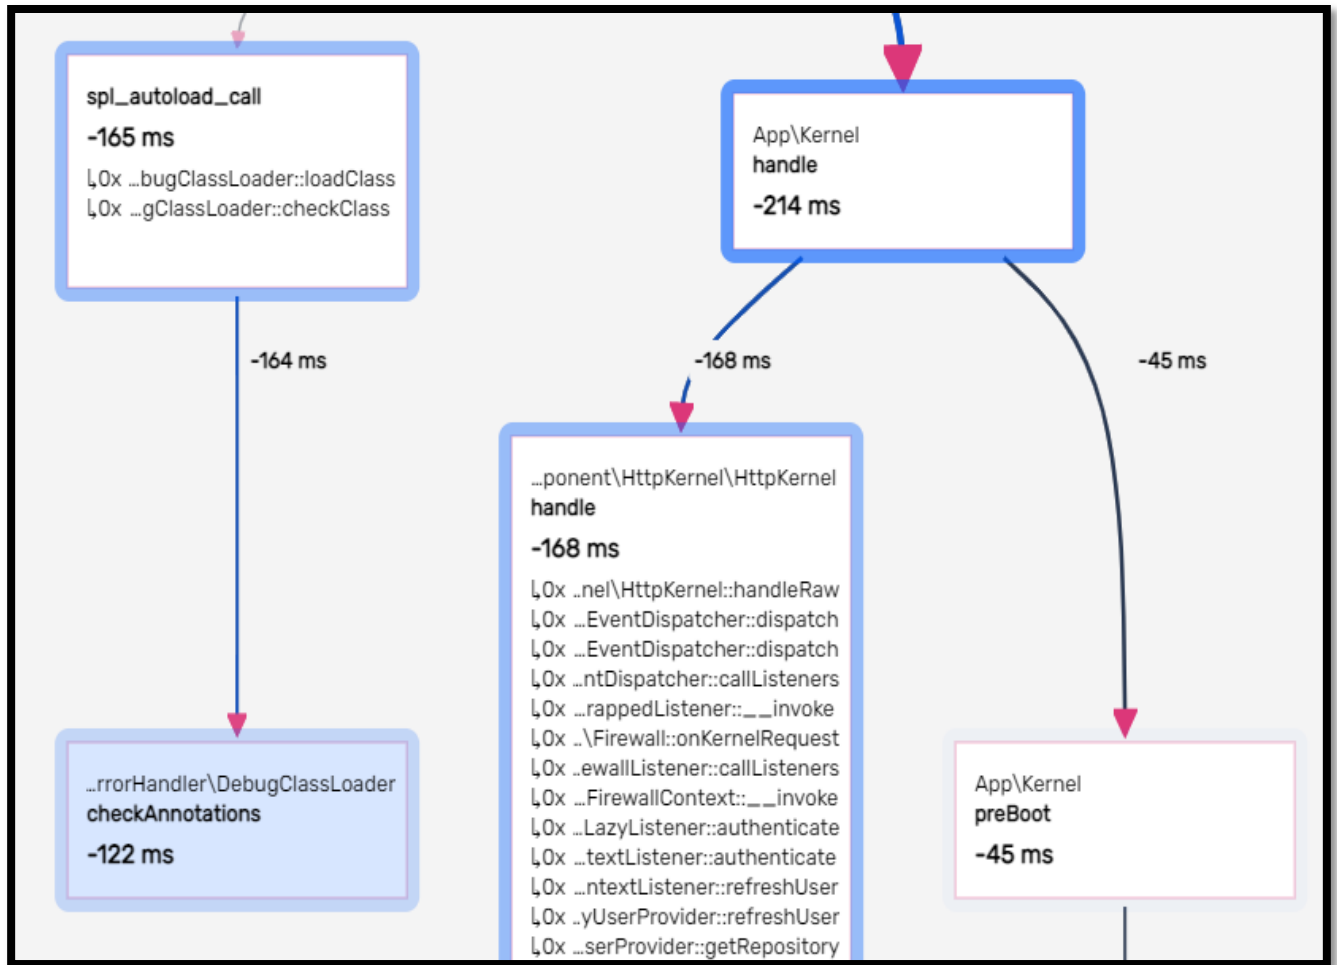 spl_autoload_call
-165 ms
↳0x …bugClassLoader::loadClass
↳0x …gClassLoader::checkClass
-164 ms
…rrorHandler\DebugClassLoader
checkAnnotations
-122 ms
App\Kernel
handle
-214 ms
-168 ms
-45 ms
…ponent\HttpKernel\HttpKernel
handle
-168 ms
↳0x …nel\HttpKernel::handleRaw
↳0x …EventDispatcher::dispatch
↳0x …EventDispatcher::dispatch
↳0x …ntDispatcher::callListeners
↳0x …rappedListener::__invoke
↳0x …\Firewall::onKernelRequest
↳0x …ewallListener::callListeners
↳0x …FirewallContext::__invoke
↳0x …LazyListener::authenticate
↳0x …textListener::authenticate
↳0x …ntextListener::refreshUser
↳0x …yUserProvider::refreshUser
↳0x …serProvider::getRepository
App\Kernel
preBoot
-45 ms